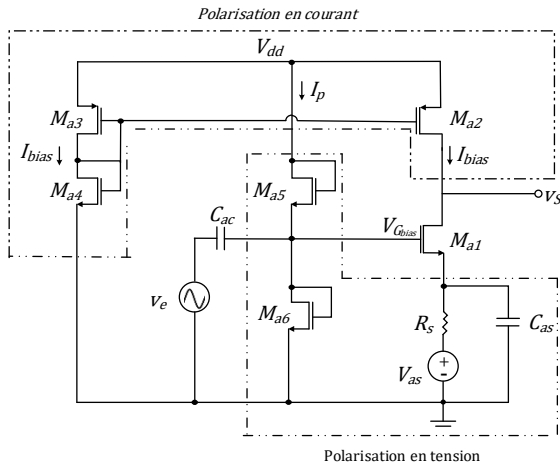 Polarisation en courant
V_dd
I_p
M_a3
M_a2
I_bias
I_bias
M_a4
M_a5
v_S
C_ac
V_Gbias
M_a1
v_e
M_a6
R_s
C_as
V_as
Polarisation en tension